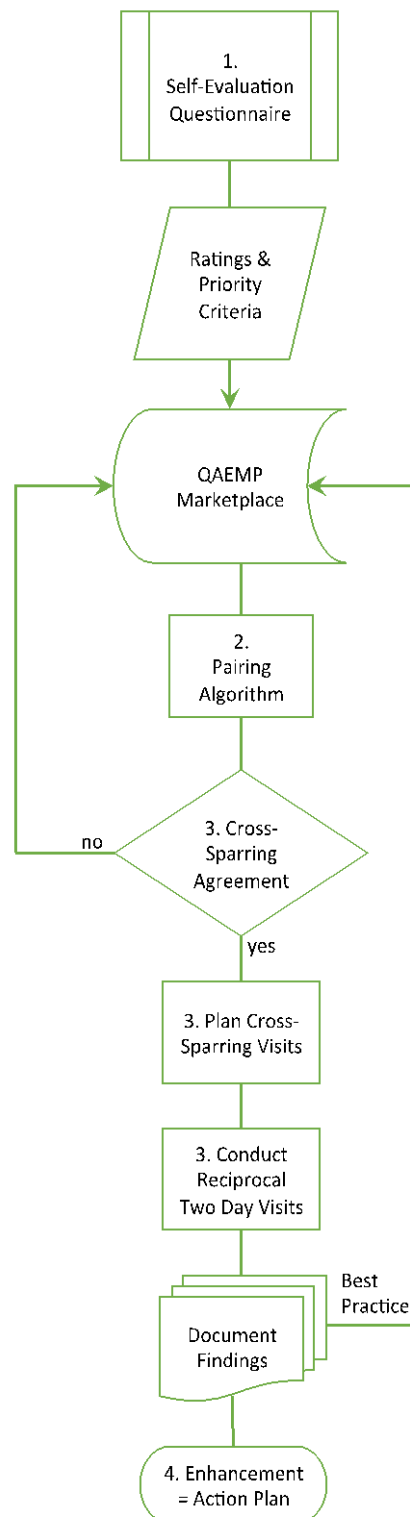 1.
Self-Evaluation
Questionnaire
Ratings &
Priority
Criteria
QAEMP
Marketplace
2.
Pairing
Algorithm
3. Cross-
Sparring
Agreement
no
yes
3. Plan Cross-
Sparring Visits
3. Conduct
Reciprocal
Two Day Visits
Best
Practice
Document
Findings
4. Enhancement
= Action Plan